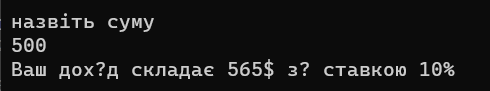 назвіть суму
500
Ваш дох?д складає 565$ з? ставкою 10%